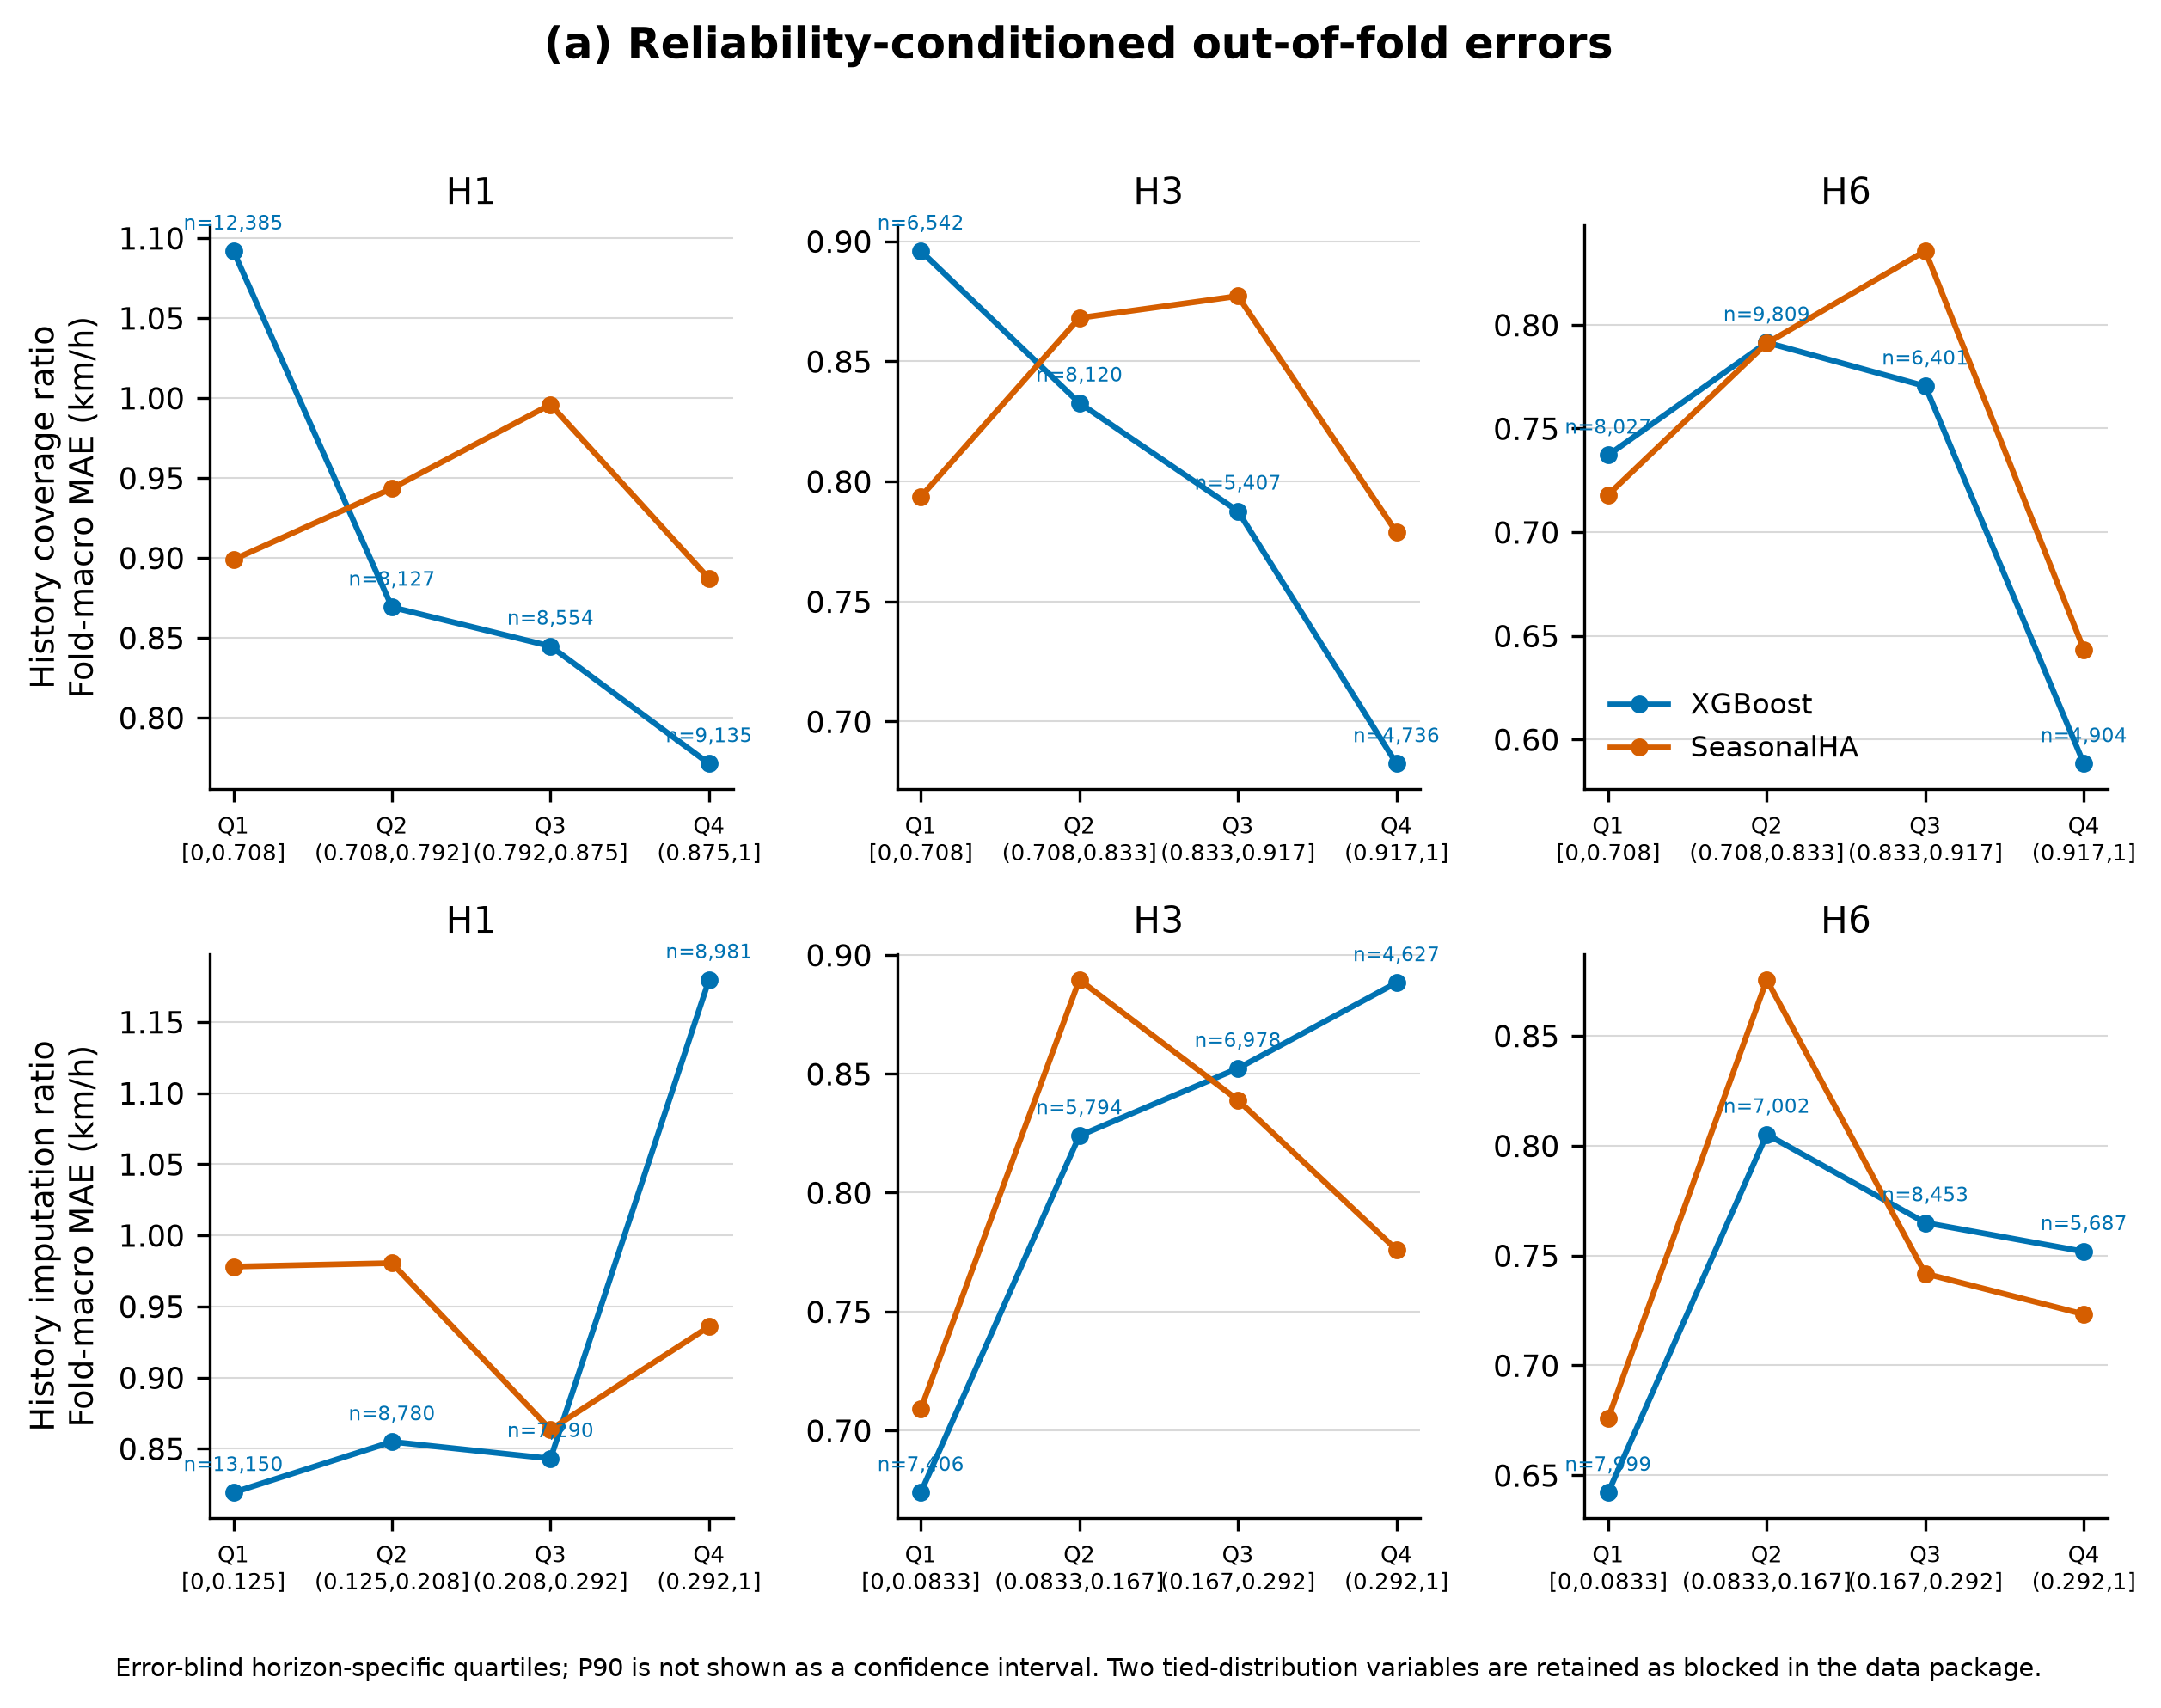 (a) Reliability-conditioned out-of-fold errors
H1
H3
H6
History coverage ratio
Fold-macro MAE (km/h)
1.10
1.05
1.00
0.95
0.90
0.85
0.80
n=12,385
n=8,127
n=8,554
n=9,135
Q1
[0,0.708]
Q2
(0.708,0.792]
Q3
(0.792,0.875]
Q4
(0.875,1]
0.90
0.85
0.80
0.75
0.70
n=6,542
n=8,120
n=5,407
n=4,736
Q1
[0,0.708]
Q2
(0.708,0.833]
Q3
(0.833,0.917]
Q4
(0.917,1]
0.80
0.75
0.70
0.65
0.60
n=8,027
n=9,809
n=6,401
n=4,904
XGBoost
SeasonalHA
Q1
[0,0.708]
Q2
(0.708,0.833]
Q3
(0.833,0.917]
Q4
(0.917,1]
H1
H3
H6
History imputation ratio
Fold-macro MAE (km/h)
1.15
1.10
1.05
1.00
0.95
0.90
0.85
n=13,150
n=8,780
n=7,290
n=8,981
Q1
[0,0.125]
Q2
(0.125,0.208]
Q3
(0.208,0.292]
Q4
(0.292,1]
0.90
0.85
0.80
0.75
0.70
n=7,406
n=5,794
n=6,978
n=4,627
Q1
[0,0.0833]
Q2
(0.0833,0.167]
Q3
(0.167,0.292]
Q4
(0.292,1]
0.85
0.80
0.75
0.70
0.65
n=7,999
n=7,002
n=8,453
n=5,687
Q1
[0,0.0833]
Q2
(0.0833,0.167]
Q3
(0.167,0.292]
Q4
(0.292,1]
Error-blind horizon-specific quartiles; P90 is not shown as a confidence interval. Two tied-distribution variables are retained as blocked in the data package.